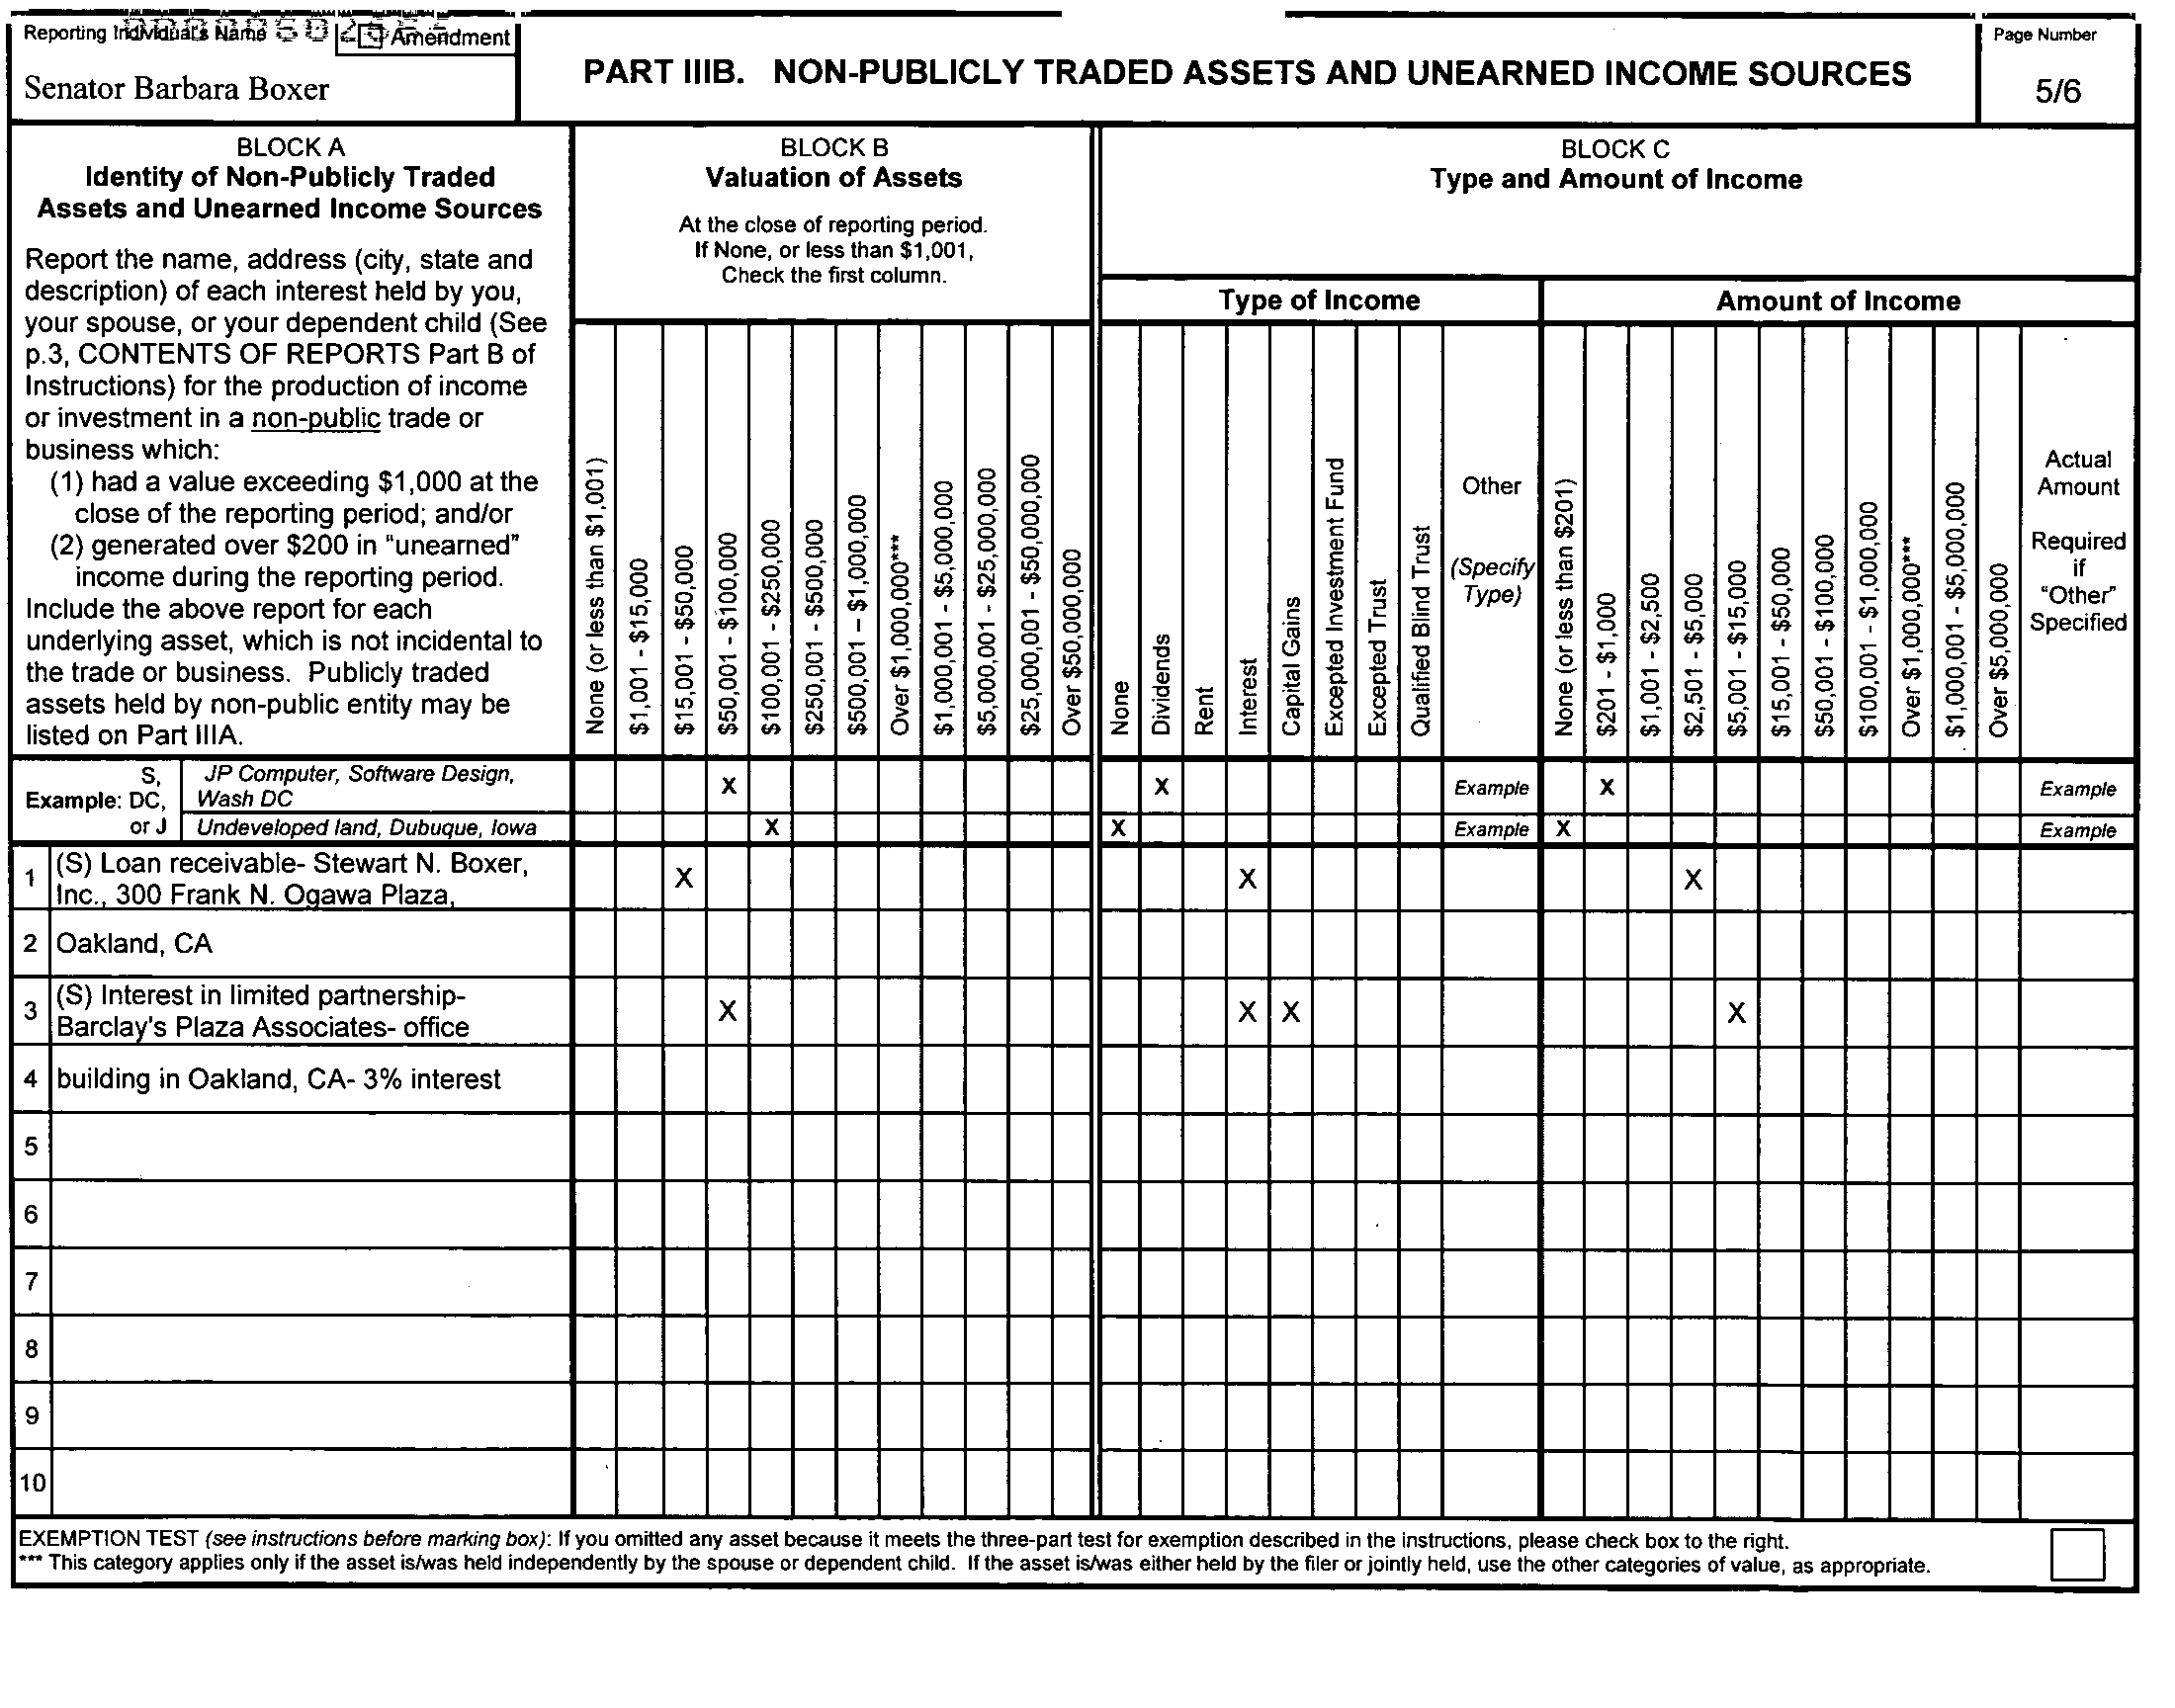 Reporting Individual's Name
Amendment
Senator Barbara Boxer
PART IIIB. NON-PUBLICLY TRADED ASSETS AND UNEARNED INCOME SOURCES
Page Number
5/6
BLOCK A
Identity of Non-Publicly Traded
Assets and Unearned Income Sources
Report the name, address (city, state and
description) of each interest held by you,
your spouse, or your dependent child (See
p.3, CONTENTS OF REPORTS Part B of
Instructions) for the production of income
or investment in a non-public trade or
business which:
(1) had a value exceeding $1,000 at the
close of the reporting period; and/or
(2) generated over $200 in "unearned"
income during the reporting period.
Include the above report for each
underlying asset, which is not incidental to
the trade or business. Publicly traded
assets held by non-public entity may be
listed on Part IIIA.
BLOCK B
Valuation of Assets
At the close of reporting period.
If None, or less than $1,001,
Check the first column.
None (or less than $1,001)
$1,001 - $15,000
$15,001 - $50,000
$50,001 - $100,000
$100,001 - $250,000
$250,001 - $500,000
$500,001 – $1,000,000
Over $1,000,000***
$1,000,001 - $5,000,000
$5,000,001 - $25,000,000
$25,000,001 - $50,000,000
Over $50,000,000
BLOCK C
Type and Amount of Income
Type of Income
None
Dividends
Rent
Interest
Capital Gains
Excepted Investment Fund
Excepted Trust
Qualified Blind Trust
Other
(Specify
Type)
Amount of Income
None (or less than $201)
$201 - $1,000
$1,001 - $2,500
$2,501 - $5,000
$5,001 - $15,000
$15,001 - $50,000
$50,001 - $100,000
$100,001 - $1,000,000
Over $1,000,000***
$1,000,001 - $5,000,000
Over $5,000,000
Actual
Amount
Required
if
"Other"
Specified
Example:
S,
DC,
or J
JP Computer, Software Design,
Wash DC
X X Example X Example
Undeveloped land, Dubuque, Iowa X X Example X Example
1 (S) Loan receivable- Stewart N. Boxer,
Inc., 300 Frank N. Ogawa Plaza,
X X X
2 Oakland, CA
3 (S) Interest in limited partnership-
Barclay's Plaza Associates- office
X X X X
4 building in Oakland, CA- 3% interest
5
6
7
8
9
10
EXEMPTION TEST (see instructions before marking box): If you omitted any asset because it meets the three-part test for exemption described in the instructions, please check box to the right.
*** This category applies only if the asset is/was held independently by the spouse or dependent child. If the asset is/was either held by the filer or jointly held, use the other categories of value, as appropriate.